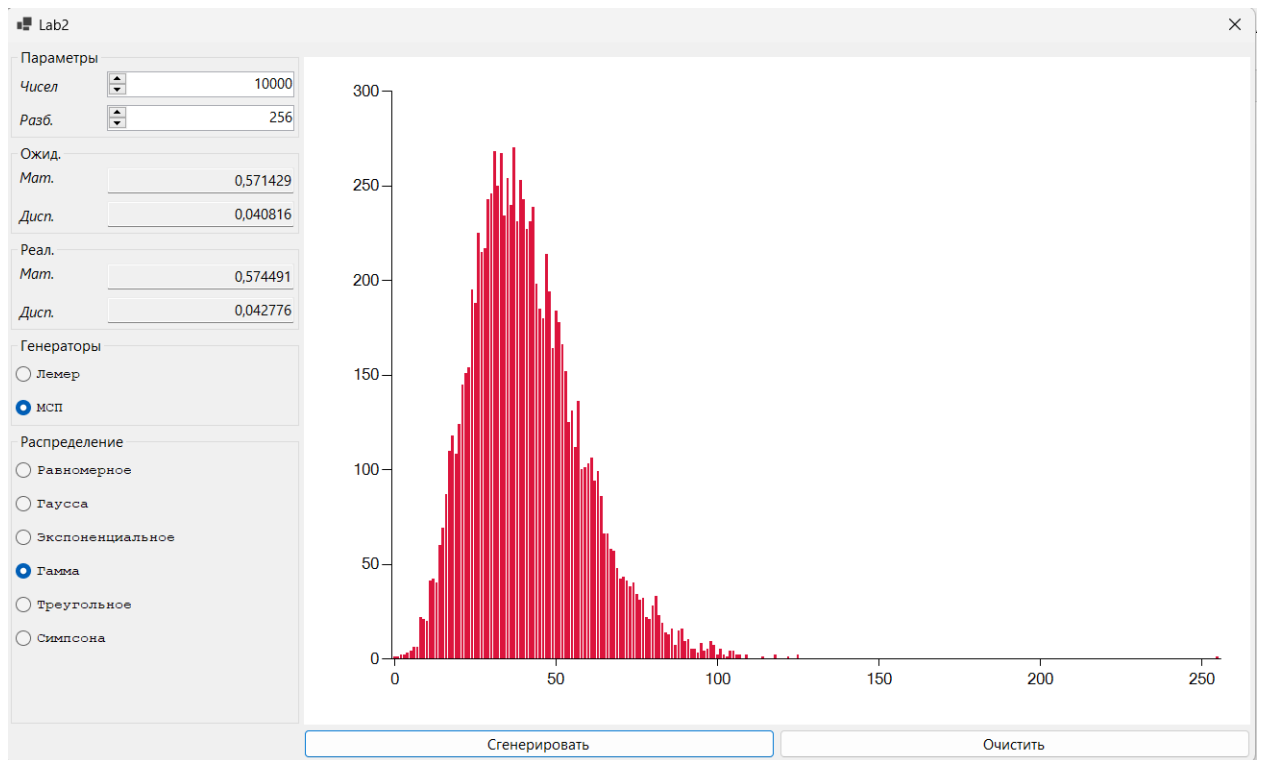 Lab2
Параметры
Чисел 10000
Разб. 256
Ожид.
Мат. 0,571429
Дисп. 0,040816
Реал.
Мат. 0,574491
Дисп. 0,042776
Генераторы
Лемер
МСП
Распределение
Равномерное
Гаусса
Экспоненциальное
Гамма
Треугольное
Симпсона
300
250
200
150
100
50
0
0 50 100 150 200 250
Сгенерировать Очистить